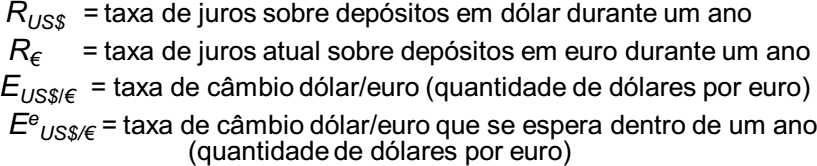 R_US$ = taxa de juros sobre depósitos em dólar durante um ano
R_€ = taxa de juros atual sobre depósitos em euro durante um ano
E_US$/€ = taxa de câmbio dólar/euro (quantidade de dólares por euro)
E^e_US$/€ = taxa de câmbio dólar/euro que se espera dentro de um ano
(quantidade de dólares por euro)